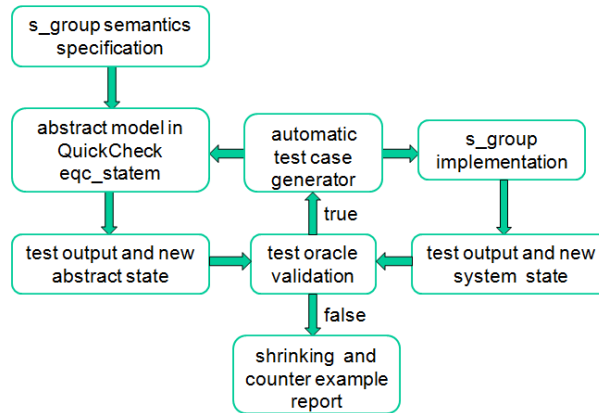 s_group semantics
specification
abstract model in
QuickCheck
eqc_statem
automatic
test case
generator
s_group
implementation
true
test output and new
abstract state
test oracle
validation
test output and new
system state
false
shrinking and
counter example
report